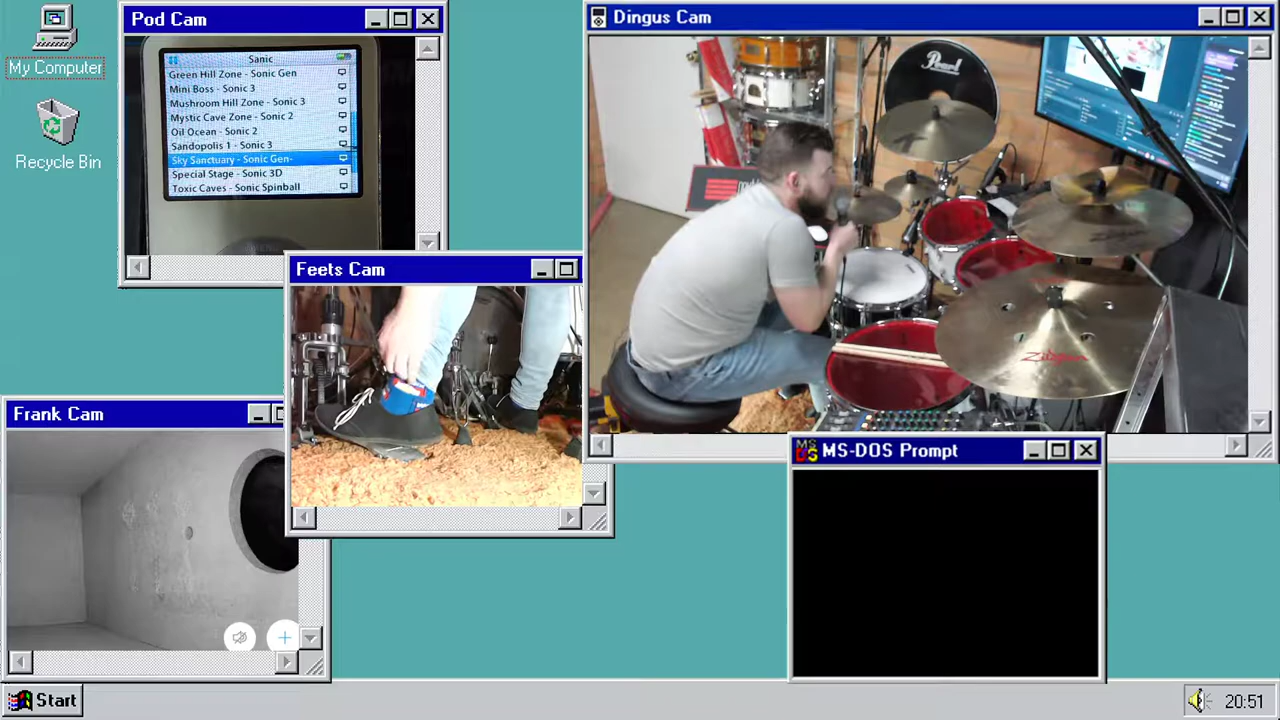 My Computer
Recycle Bin
Pod Cam
Sanic
Green Hill Zone - Sonic Gen
Mini Boss - Sonic 3
Mushroom Hill Zone - Sonic 3
Mystic Cave Zone - Sonic 2
Oil Ocean - Sonic 2
Sandopolis 1 - Sonic 3
Sky Sanctuary - Sonic Gen-
Special Stage - Sonic 3D
Toxic Caves - Sonic Spinball
Dingus Cam
Pearl
Zildjian
Feets Cam
Frank Cam
MS-DOS Prompt
Start
20:51